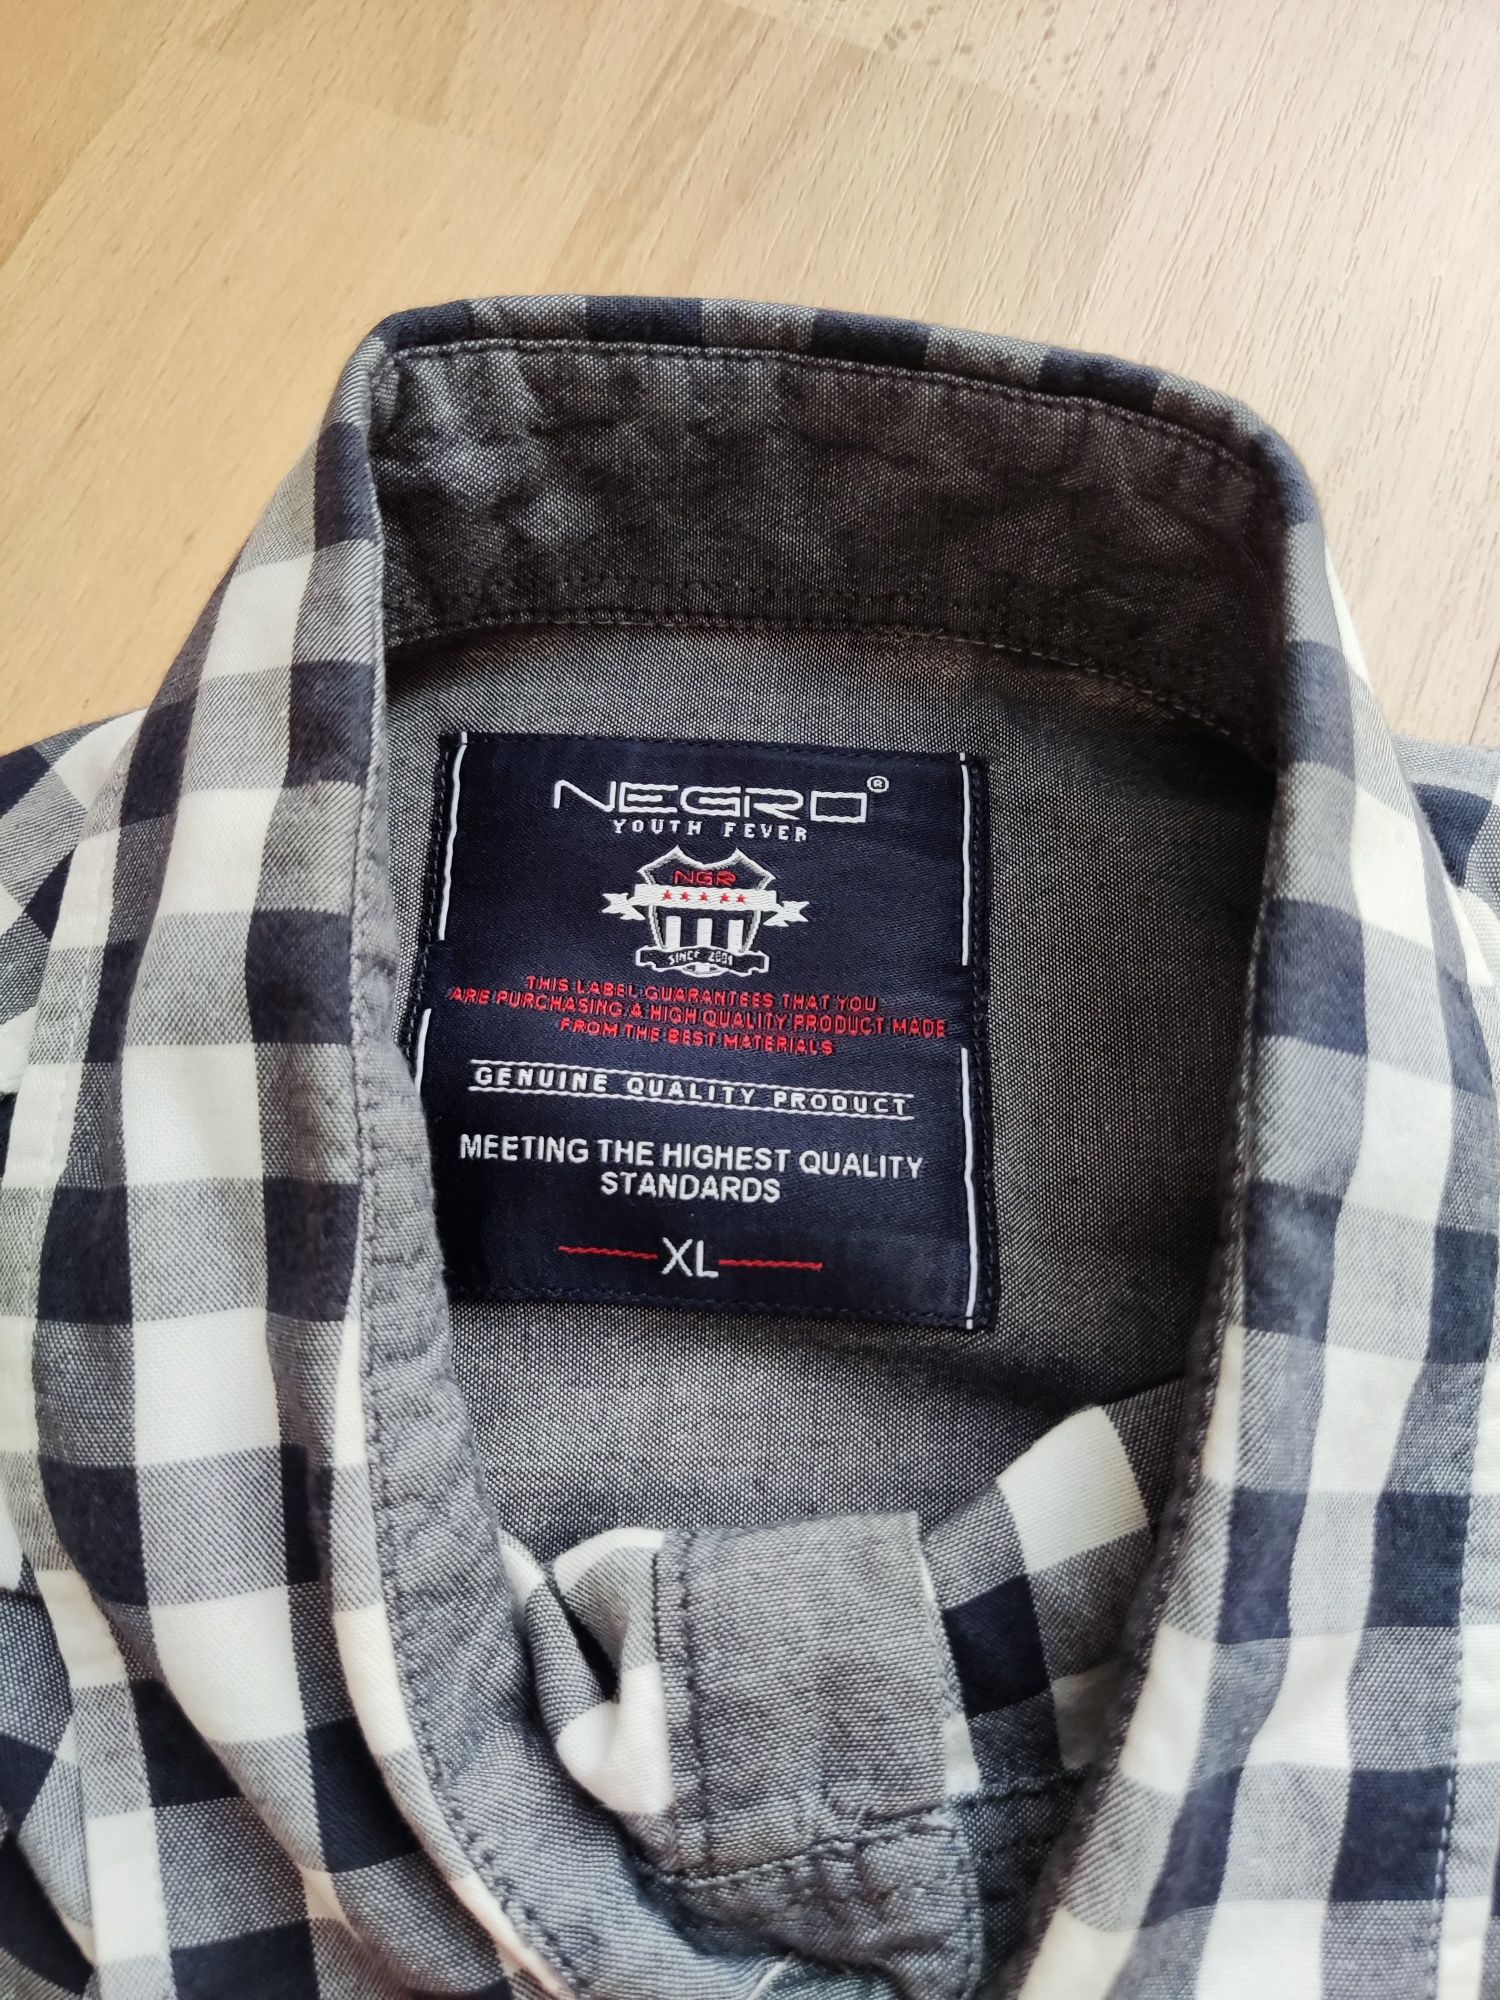 NEGRO®
YOUTH FEVER
NGR
SINCE 2001
THIS LABEL GUARANTEES THAT YOU
ARE PURCHASING A HIGH QUALITY PRODUCT MADE
FROM THE BEST MATERIALS
GENUINE QUALITY PRODUCT
MEETING THE HIGHEST QUALITY
STANDARDS
XL